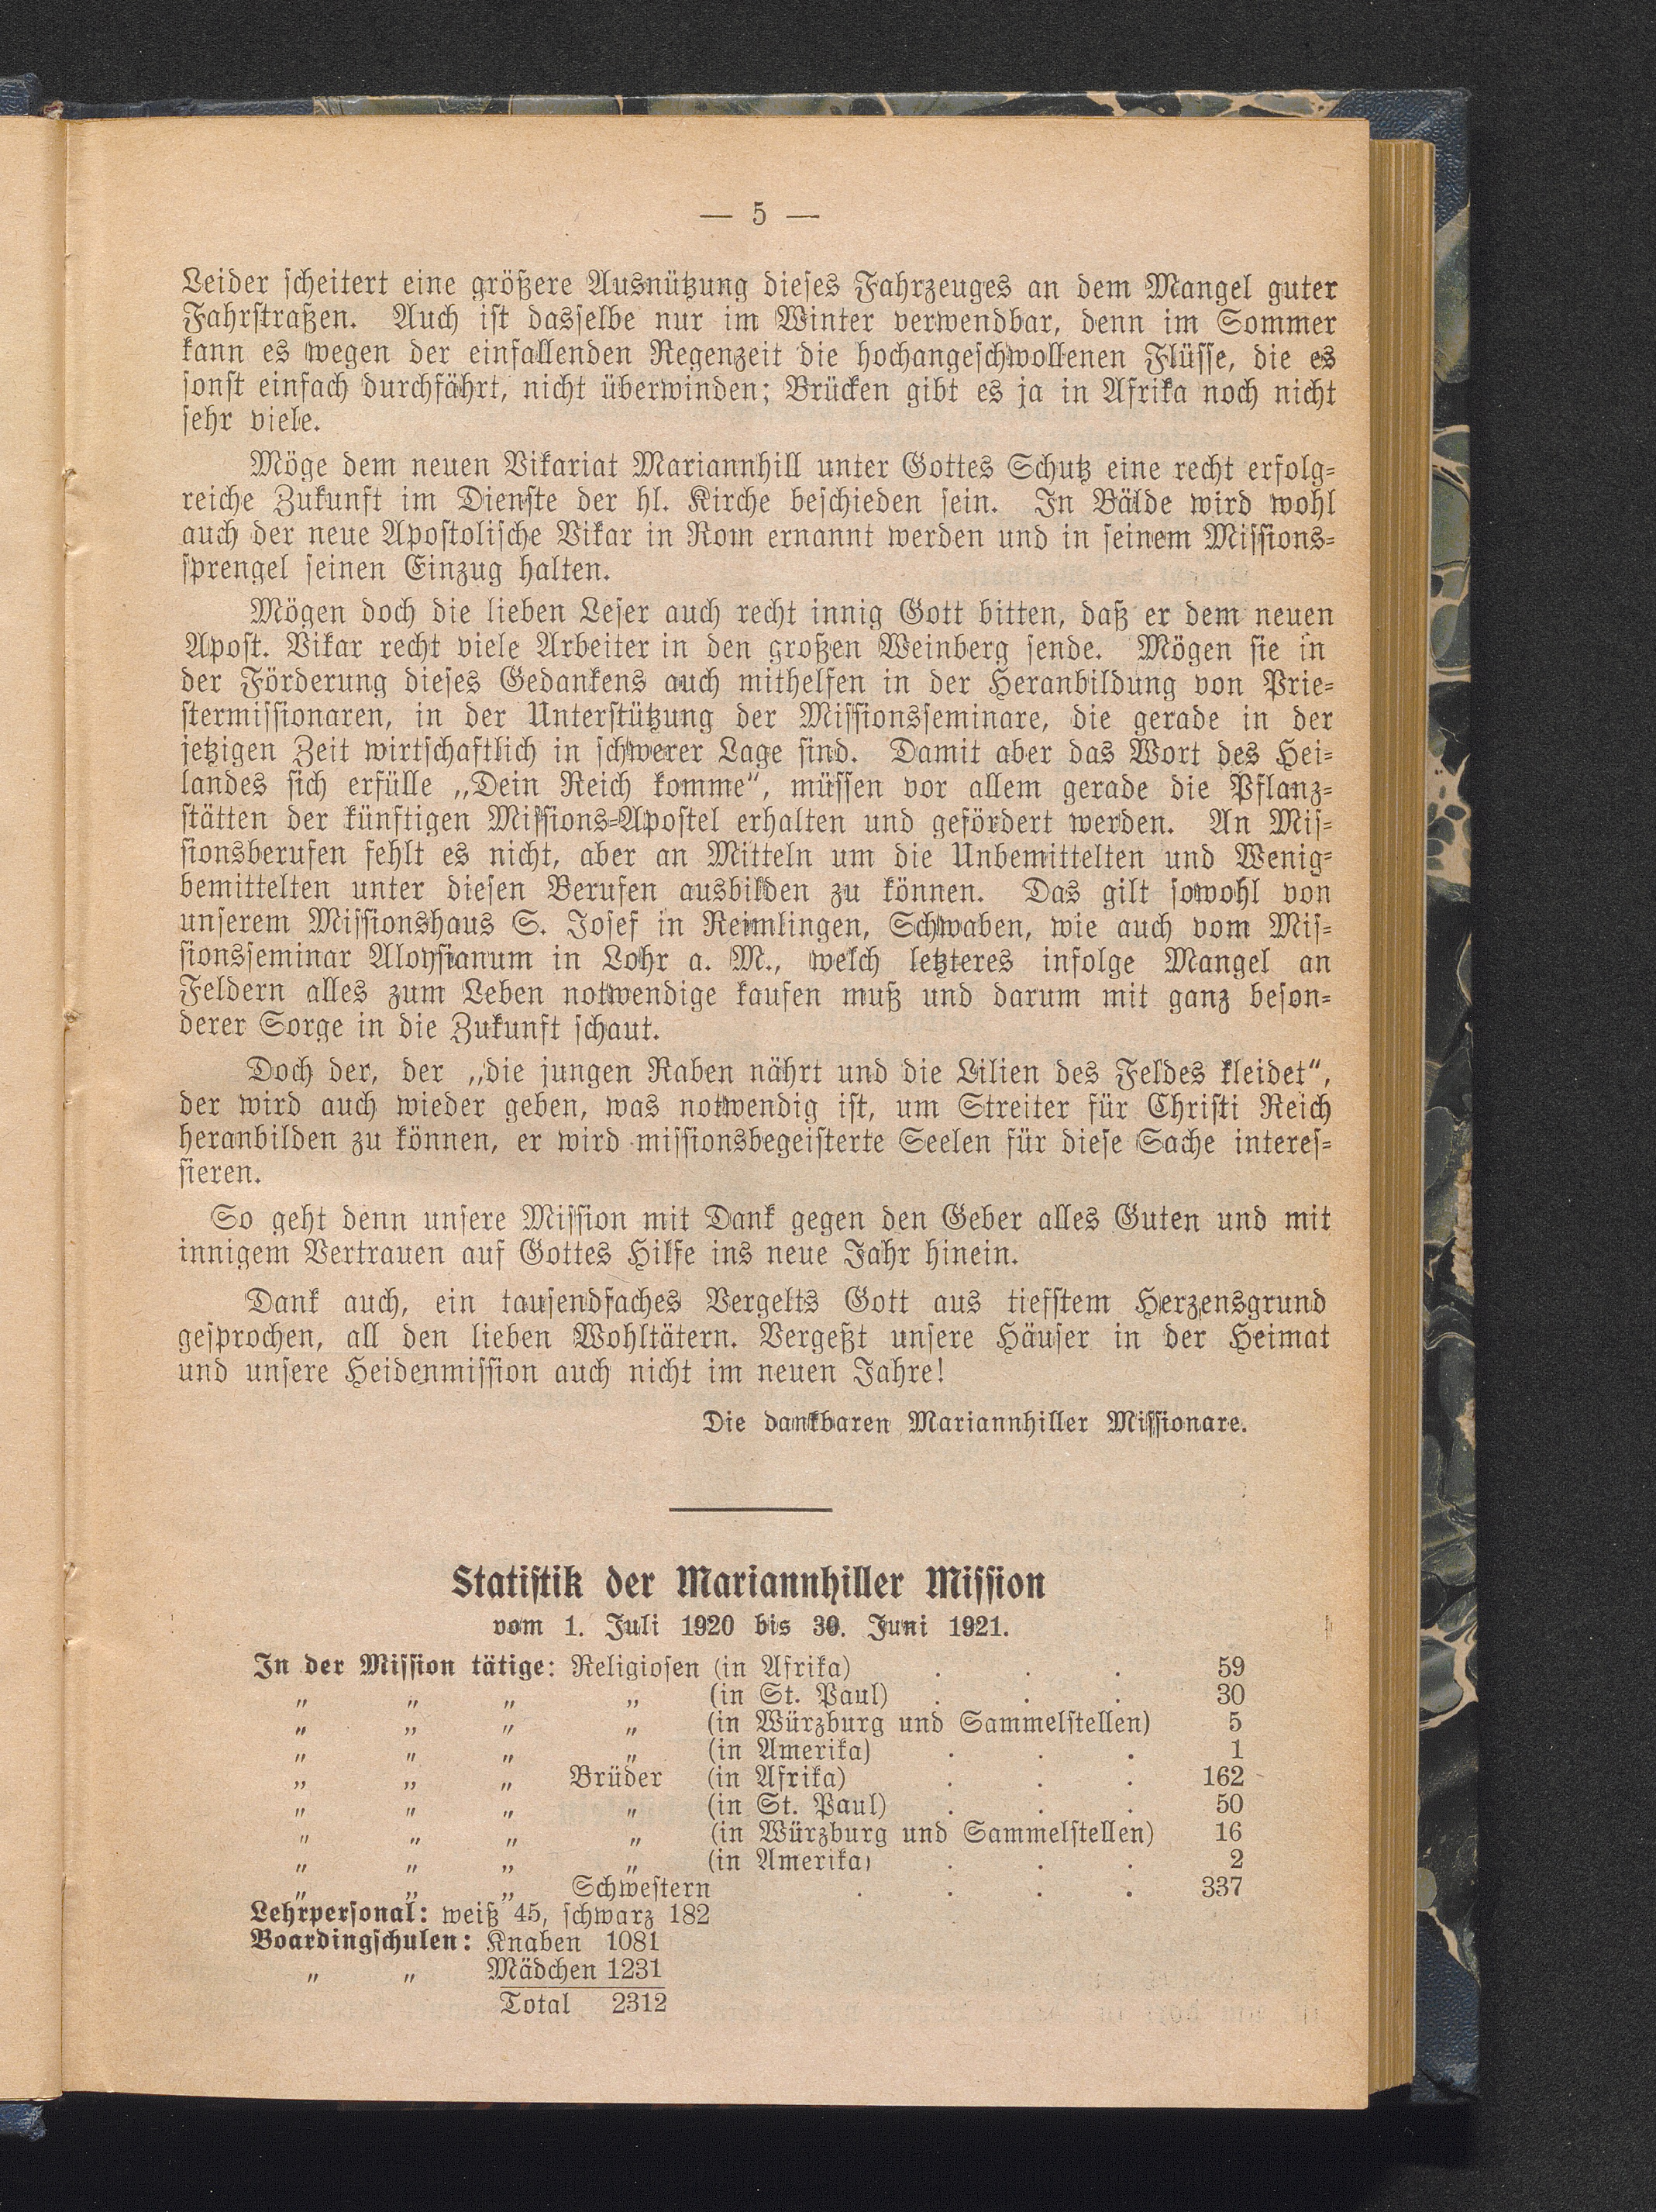 — 5 —
Leider scheitert eine größere Ausnützung dieses Fahrzeuges an dem Mangel guter
Fahrstraßen. Auch ist dasselbe nur im Winter verwendbar, denn im Sommer
kann es wegen der einfallenden Regenzeit die hochangeschwollenen Flüsse, die es
sonst einfach durchfährt, nicht überwinden; Brücken gibt es ja in Afrika noch nicht
sehr viele.
Möge dem neuen Vikariat Mariannhill unter Gottes Schutz eine recht erfolg-
reiche Zukunft im Dienste der hl. Kirche beschieden sein. In Bälde wird wohl
auch der neue Apostolische Vikar in Rom ernannt werden und in seinem Missions-
sprengel seinen Einzug halten.
Mögen doch die lieben Leser auch recht innig Gott bitten, daß er dem neuen
Apost. Vikar recht viele Arbeiter in den großen Weinberg sende. Mögen sie in
der Förderung dieses Gedankens auch mithelfen in der Heranbildung von Prie-
stermissionaren, in der Unterstützung der Missionsseminare, die gerade in der
jetzigen Zeit wirtschaftlich in schwerer Lage sind. Damit aber das Wort des Hei-
landes sich erfülle „Dein Reich komme“, müssen vor allem gerade die Pflanz-
stätten der künftigen Missions-Apostel erhalten und gefördert werden. An Mis-
sionsberufen fehlt es nicht, aber an Mitteln um die Unbemittelten und Wenig-
bemittelten unter diesen Berufen ausbilden zu können. Das gilt sowohl von
unserem Missionshaus S. Josef in Reimlingen, Schwaben, wie auch vom Mis-
sionsseminar Aloysianum in Lohr a. M., welch letzteres infolge Mangel an
Feldern alles zum Leben notwendige kaufen muß und darum mit ganz beson-
derer Sorge in die Zukunft schaut.
Doch der, der „die jungen Raben nährt und die Lilien des Feldes kleidet“,
der wird auch wieder geben, was notwendig ist, um Streiter für Christi Reich
heranbilden zu können, er wird missionsbegeisterte Seelen für diese Sache interes-
sieren.
So geht denn unsere Mission mit Dank gegen den Geber alles Guten und mit
innigem Vertrauen auf Gottes Hilfe ins neue Jahr hinein.
Dank auch, ein tausendfaches Vergelts Gott aus tiefstem Herzensgrund
gesprochen, all den lieben Wohltätern. Vergeßt unsere Häuser in der Heimat
und unsere Heidenmission auch nicht im neuen Jahre!
Die dankbaren Mariannhiller Missionare.
Statistik der Mariannhiller Mission
vom 1. Juli 1920 bis 30. Juni 1921.
In der Mission tätige: Religiosen (in Afrika) . . . 59
„ „ „ „ (in St. Paul) . . . 30
„ „ „ „ (in Würzburg und Sammelstellen) 5
„ „ „ „ (in Amerika) . . . 1
„ „ „ Brüder (in Afrika) . . . 162
„ „ „ „ (in St. Paul) . . . 50
„ „ „ „ (in Würzburg und Sammelstellen) 16
„ „ „ „ (in Amerika) . . . 2
„ „ „ Schwestern . . . . 337
Lehrpersonal: weiß 45, schwarz 182
Boardingschulen: Knaben 1081
„ „ Mädchen 1231
Total 2312